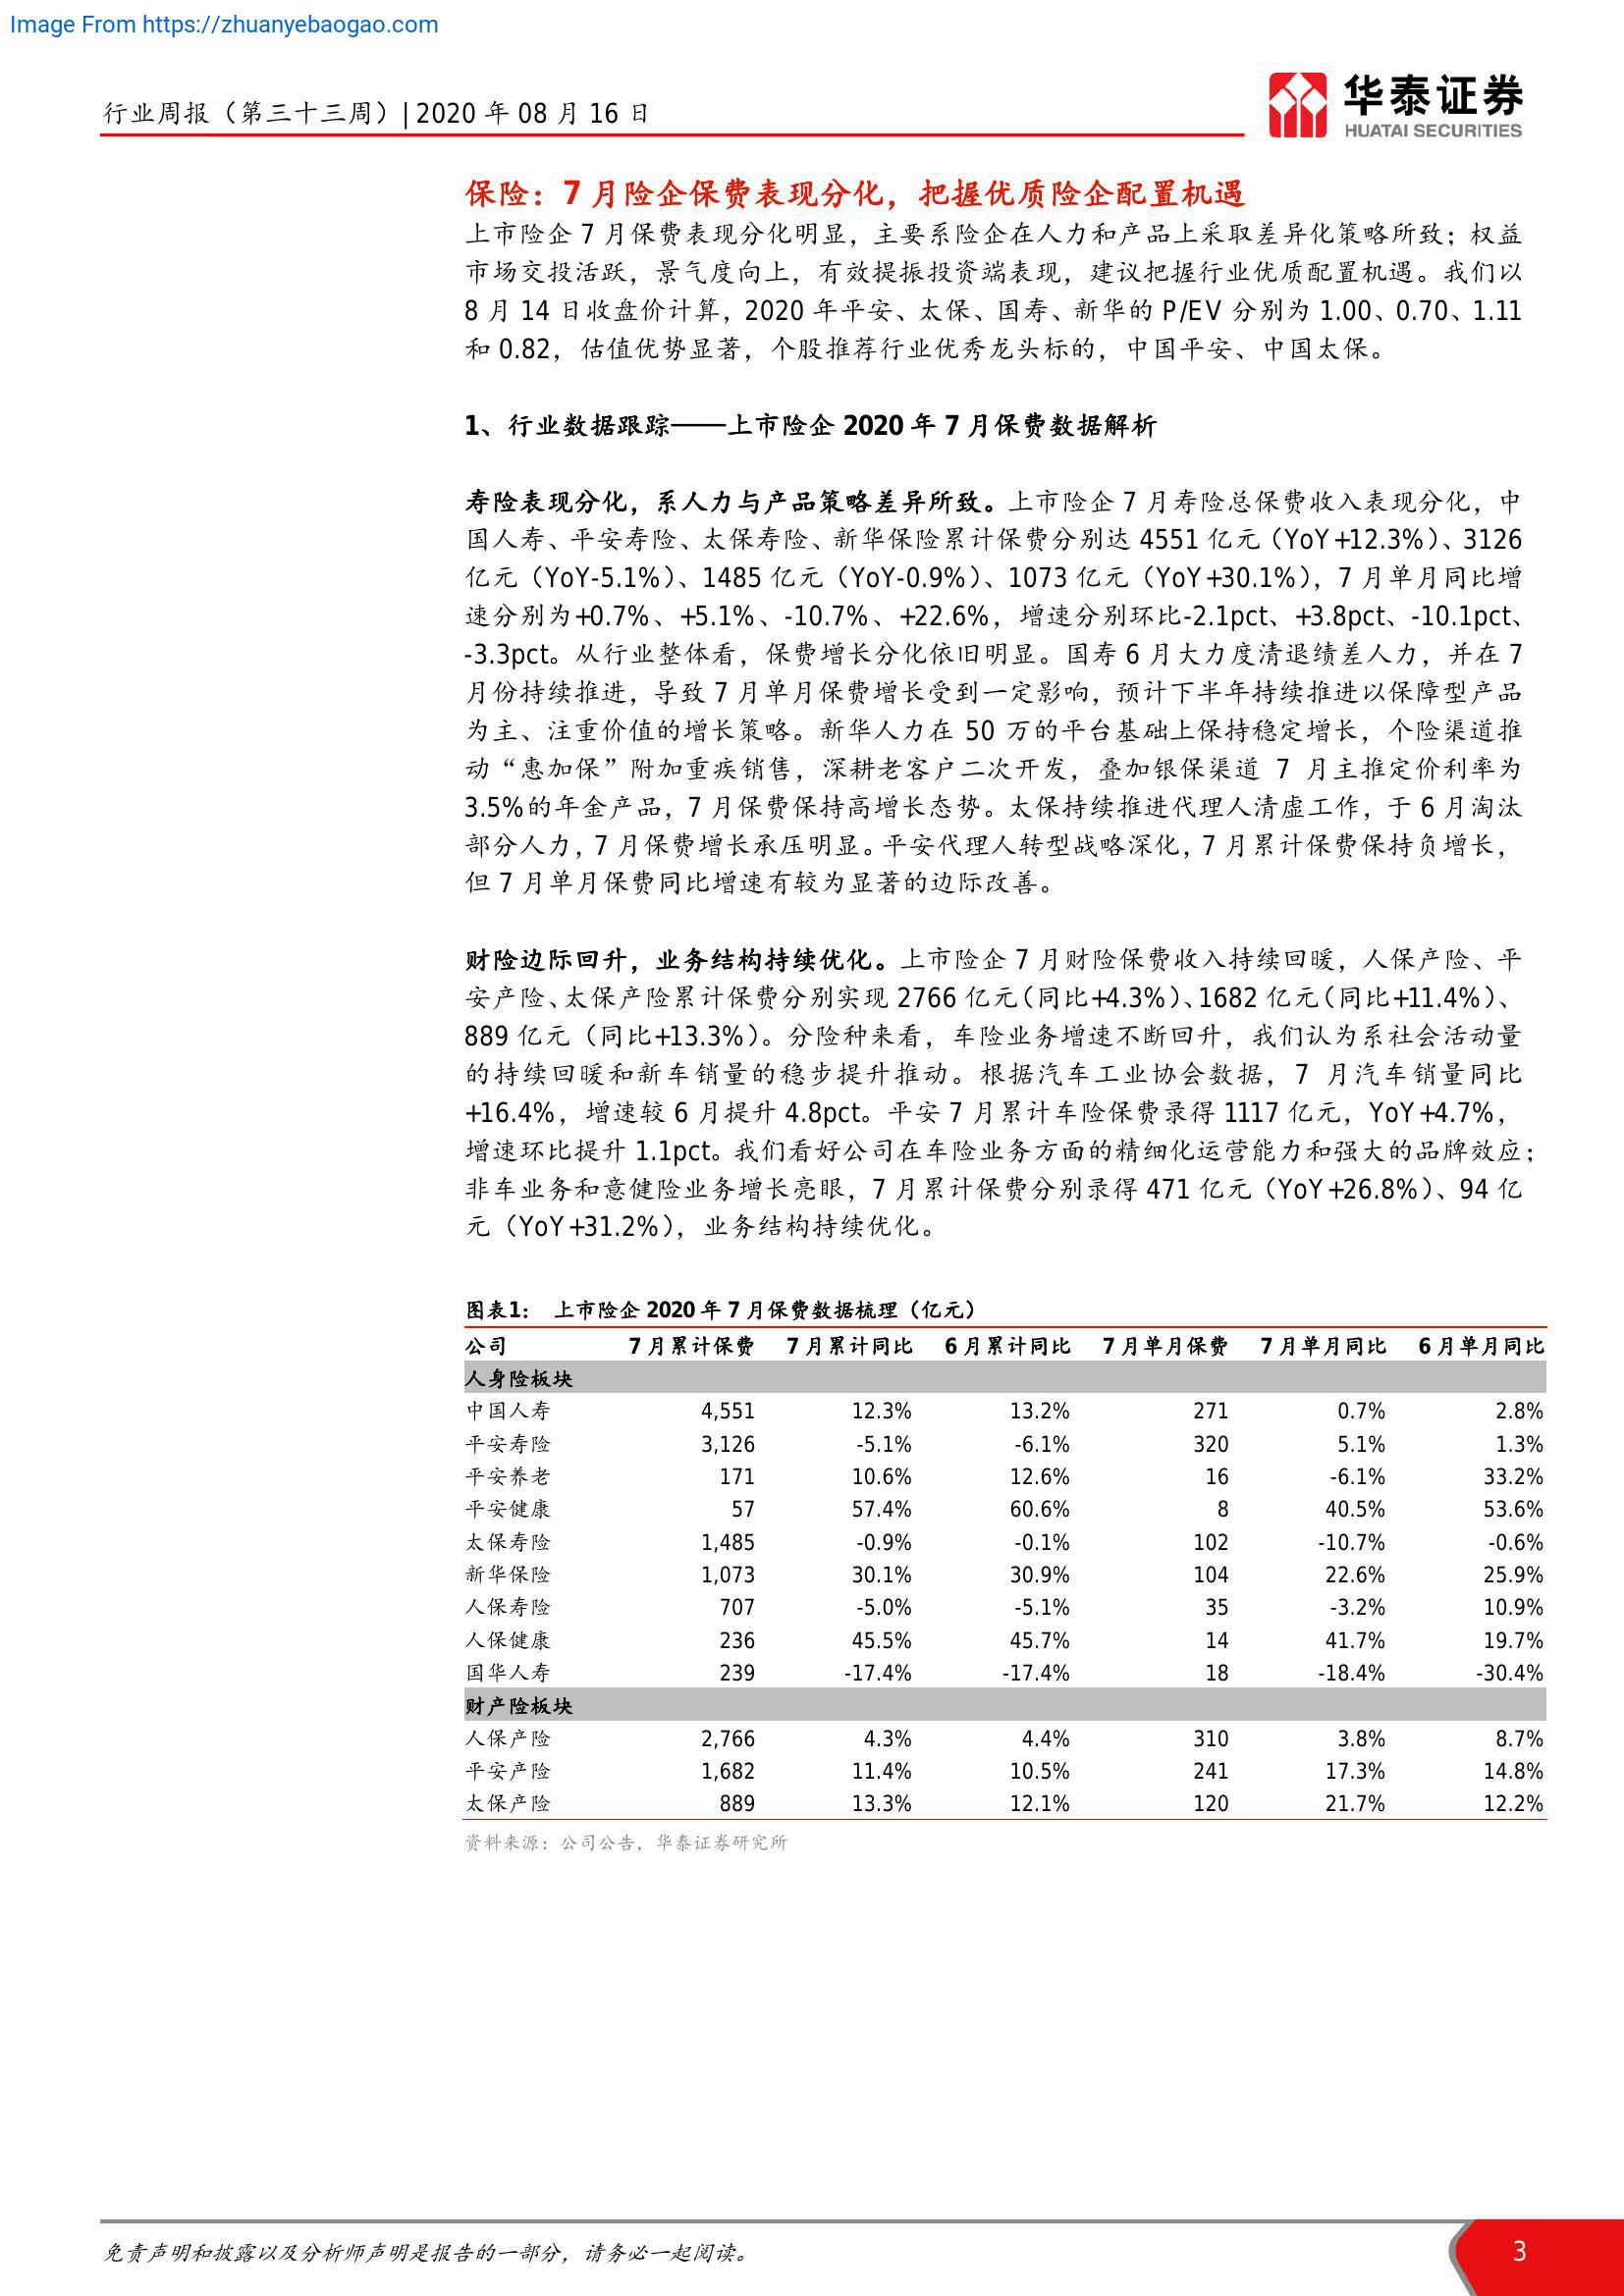 Image From https://zhuanyebaogao.com
行业周报（第三十三周）| 2020 年 08 月 16 日
华泰证券
HUATAI SECURITIES
保险：7 月险企保费表现分化，把握优质险企配置机遇
上市险企 7 月保费表现分化明显，主要系险企在人力和产品上采取差异化策略所致；权益
市场交投活跃，景气度向上，有效提振投资端表现，建议把握行业优质配置机遇。我们以
8 月 14 日收盘价计算，2020 年平安、太保、国寿、新华的 P/EV 分别为 1.00、0.70、1.11
和 0.82，估值优势显著，个股推荐行业优秀龙头标的，中国平安、中国太保。
1、行业数据跟踪——上市险企 2020 年 7 月保费数据解析
寿险表现分化，系人力与产品策略差异所致。上市险企 7 月寿险总保费收入表现分化，中
国人寿、平安寿险、太保寿险、新华保险累计保费分别达 4551 亿元（YoY+12.3%）、3126
亿元（YoY-5.1%）、1485 亿元（YoY-0.9%）、1073 亿元（YoY+30.1%），7 月单月同比增
速分别为+0.7%、+5.1%、-10.7%、+22.6%，增速分别环比-2.1pct、+3.8pct、-10.1pct、
-3.3pct。从行业整体看，保费增长分化依旧明显。国寿 6 月大力度清退绩差人力，并在 7
月份持续推进，导致 7 月单月保费增长受到一定影响，预计下半年持续推进以保障型产品
为主、注重价值的增长策略。新华人力在 50 万的平台基础上保持稳定增长，个险渠道推
动“惠加保”附加重疾销售，深耕老客户二次开发，叠加银保渠道 7 月主推定价利率为
3.5%的年金产品，7 月保费保持高增长态势。太保持续推进代理人清虚工作，于 6 月淘汰
部分人力，7 月保费增长承压明显。平安代理人转型战略深化，7 月累计保费保持负增长，
但 7 月单月保费同比增速有较为显著的边际改善。
财险边际回升，业务结构持续优化。上市险企 7 月财险保费收入持续回暖，人保产险、平
安产险、太保产险累计保费分别实现 2766 亿元（同比+4.3%）、1682 亿元（同比+11.4%）、
889 亿元（同比+13.3%）。分险种来看，车险业务增速不断回升，我们认为系社会活动量
的持续回暖和新车销量的稳步提升推动。根据汽车工业协会数据，7 月汽车销量同比
+16.4%，增速较 6 月提升 4.8pct。平安 7 月累计车险保费录得 1117 亿元，YoY+4.7%，
增速环比提升 1.1pct。我们看好公司在车险业务方面的精细化运营能力和强大的品牌效应；
非车业务和意健险业务增长亮眼，7 月累计保费分别录得 471 亿元（YoY+26.8%）、94 亿
元（YoY+31.2%），业务结构持续优化。
图表1： 上市险企 2020 年 7 月保费数据梳理（亿元）
公司 7 月累计保费 7 月累计同比 6 月累计同比 7 月单月保费 7 月单月同比 6 月单月同比
人身险板块
中国人寿 4,551 12.3% 13.2% 271 0.7% 2.8%
平安寿险 3,126 -5.1% -6.1% 320 5.1% 1.3%
平安养老 171 10.6% 12.6% 16 -6.1% 33.2%
平安健康 57 57.4% 60.6% 8 40.5% 53.6%
太保寿险 1,485 -0.9% -0.1% 102 -10.7% -0.6%
新华保险 1,073 30.1% 30.9% 104 22.6% 25.9%
人保寿险 707 -5.0% -5.1% 35 -3.2% 10.9%
人保健康 236 45.5% 45.7% 14 41.7% 19.7%
国华人寿 239 -17.4% -17.4% 18 -18.4% -30.4%
财产险板块
人保产险 2,766 4.3% 4.4% 310 3.8% 8.7%
平安产险 1,682 11.4% 10.5% 241 17.3% 14.8%
太保产险 889 13.3% 12.1% 120 21.7% 12.2%
资料来源：公司公告，华泰证券研究所
免责声明和披露以及分析师声明是报告的一部分，请务必一起阅读。
3